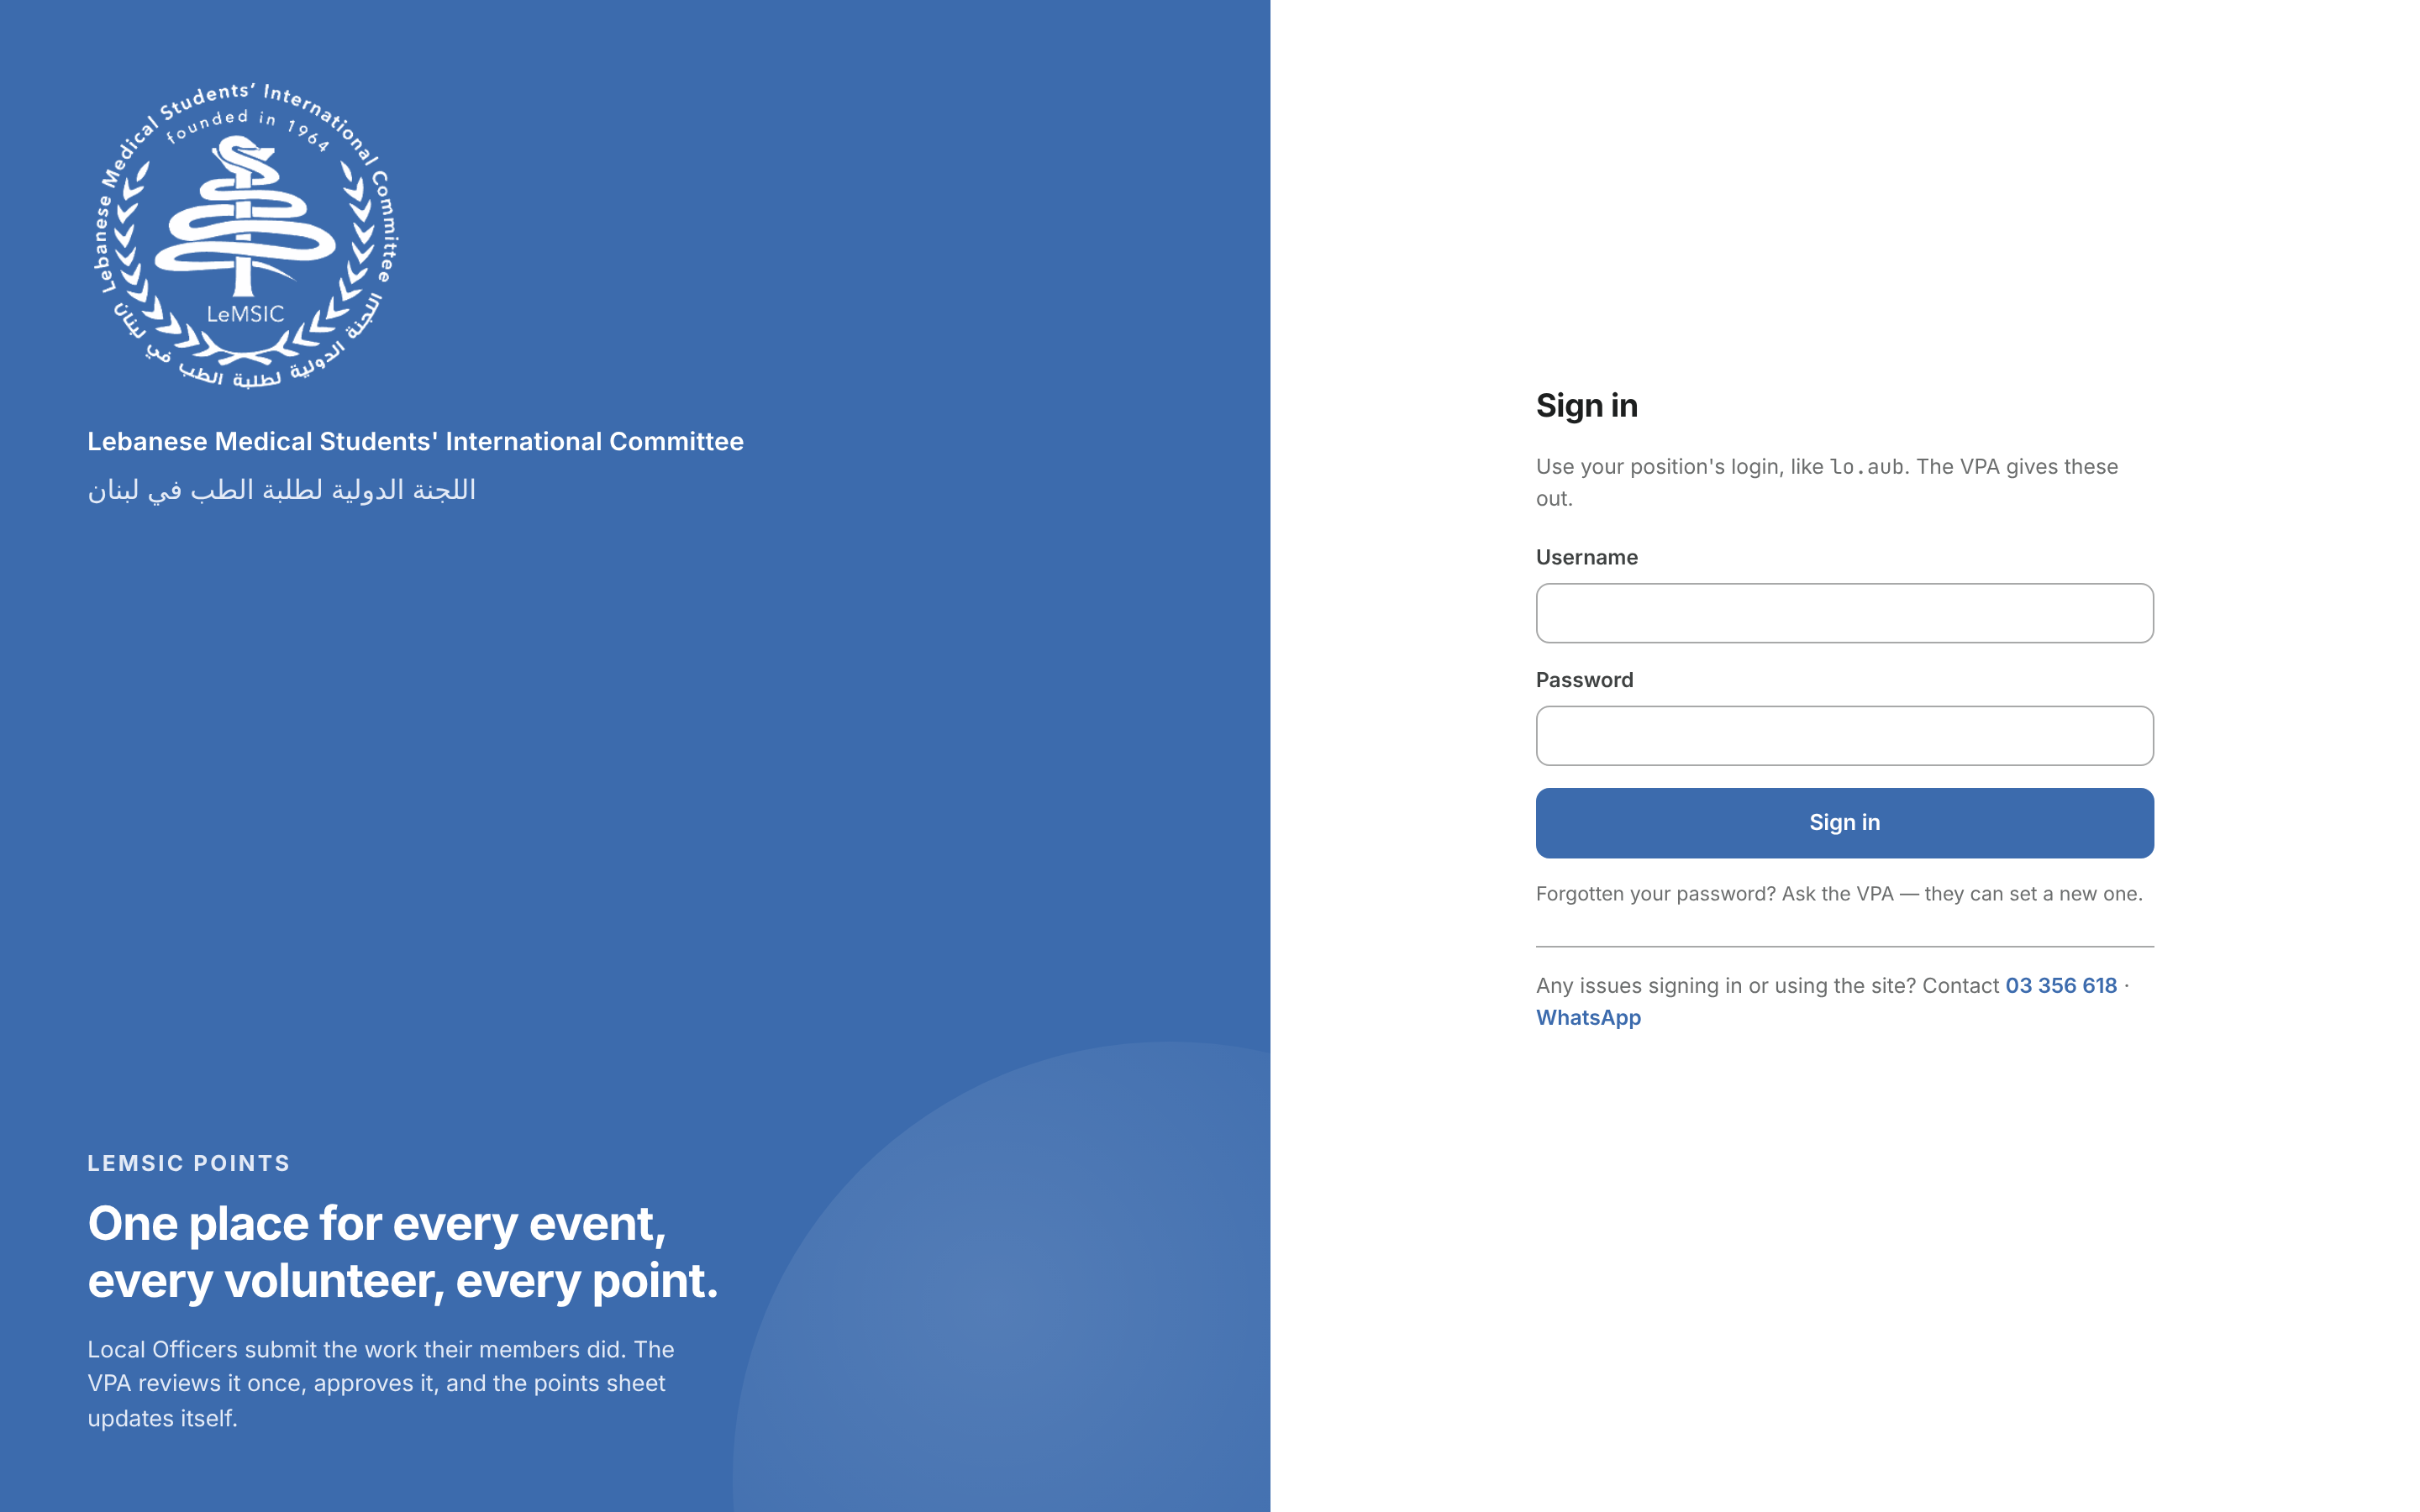 Lebanese Medical Students' International Committee
founded in 1964
LeMSIC
اللجنة الدولية لطلبة الطب في لبنان
Lebanese Medical Students' International Committee
اللجنة الدولية لطلبة الطب في لبنان
LEMSIC POINTS
One place for every event,
every volunteer, every point.
Local Officers submit the work their members did. The
VPA reviews it once, approves it, and the points sheet
updates itself.
Sign in
Use your position's login, like lo.aub. The VPA gives these
out.
Username
Password
Sign in
Forgotten your password? Ask the VPA — they can set a new one.
Any issues signing in or using the site? Contact 03 356 618 ·
WhatsApp